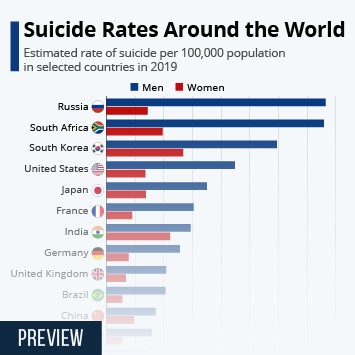 Suicide Rates Around the World
Estimated rate of suicide per 100,000 population
in selected countries in 2019
Men Women
Russia
South Africa
South Korea
United States
Japan
France
India
Germany
United Kingdom
Brazil
China
PREVIEW